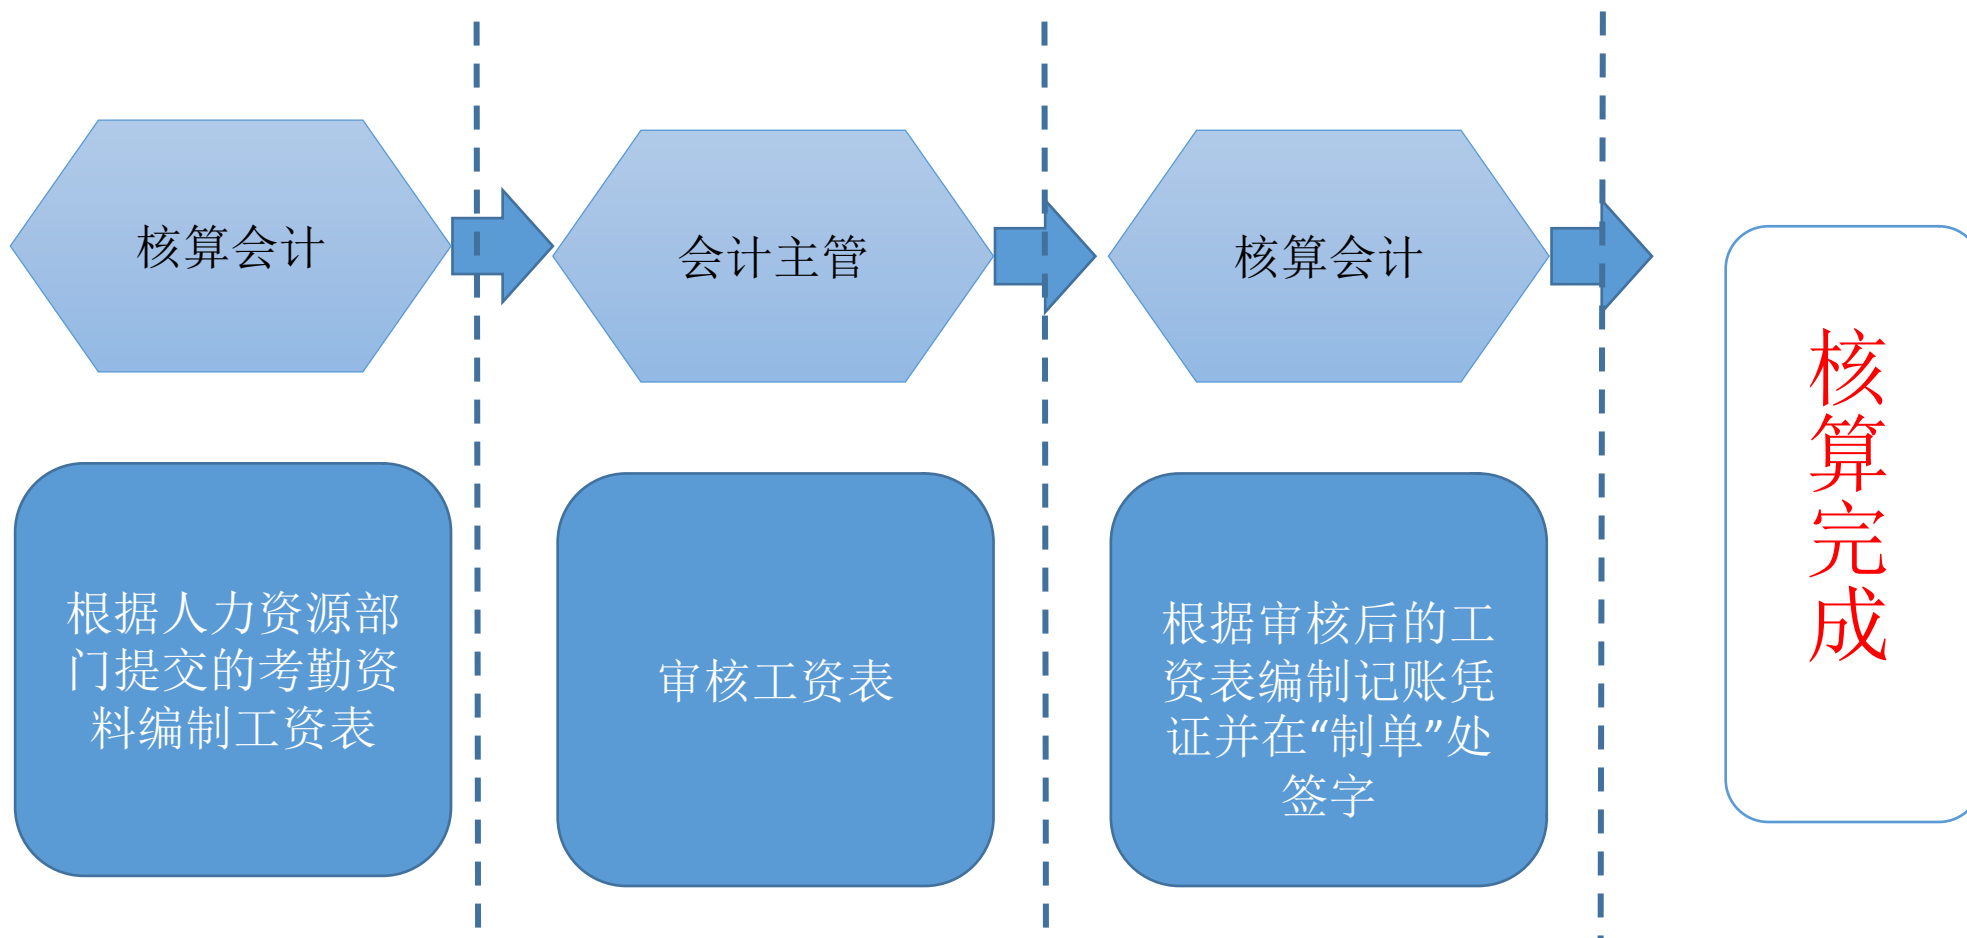 核算会计
会计主管
核算会计
根据人力资源部
门提交的考勤资
料编制工资表
审核工资表
根据审核后的工
资表编制记账凭
证并在“制单”处
签字
核算完成